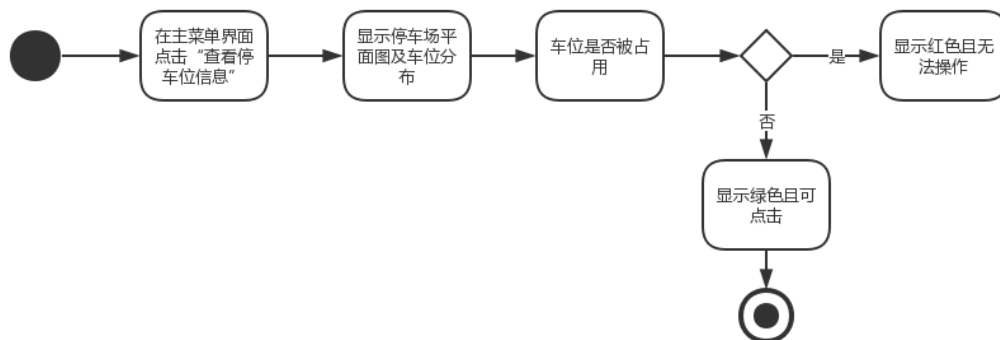 在主菜单界面
点击“查看停
车位信息”
显示停车场平
面图及车位分
布
车位是否被占
用
是
显示红色且无
法操作
否
显示绿色且可
点击